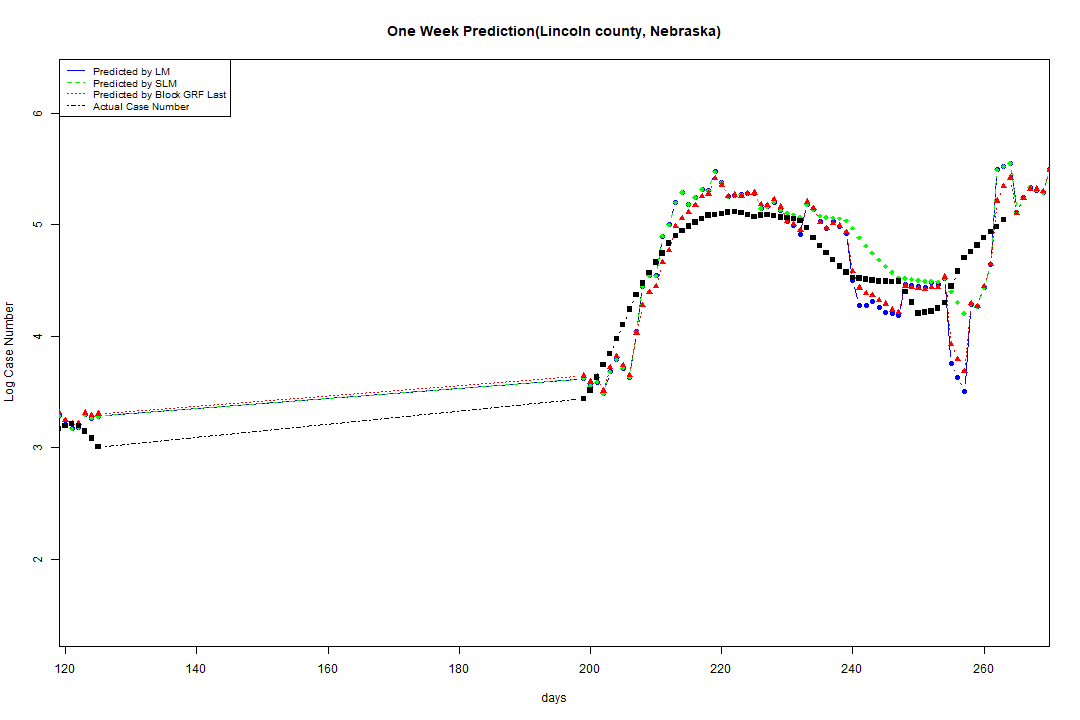 One Week Prediction(Lincoln county, Nebraska)
Predicted by LM
Predicted by SLM
Predicted by Block GRF Last
Actual Case Number
6
5
4
3
2
Log Case Number
120 140 160 180 200 220 240 260
days